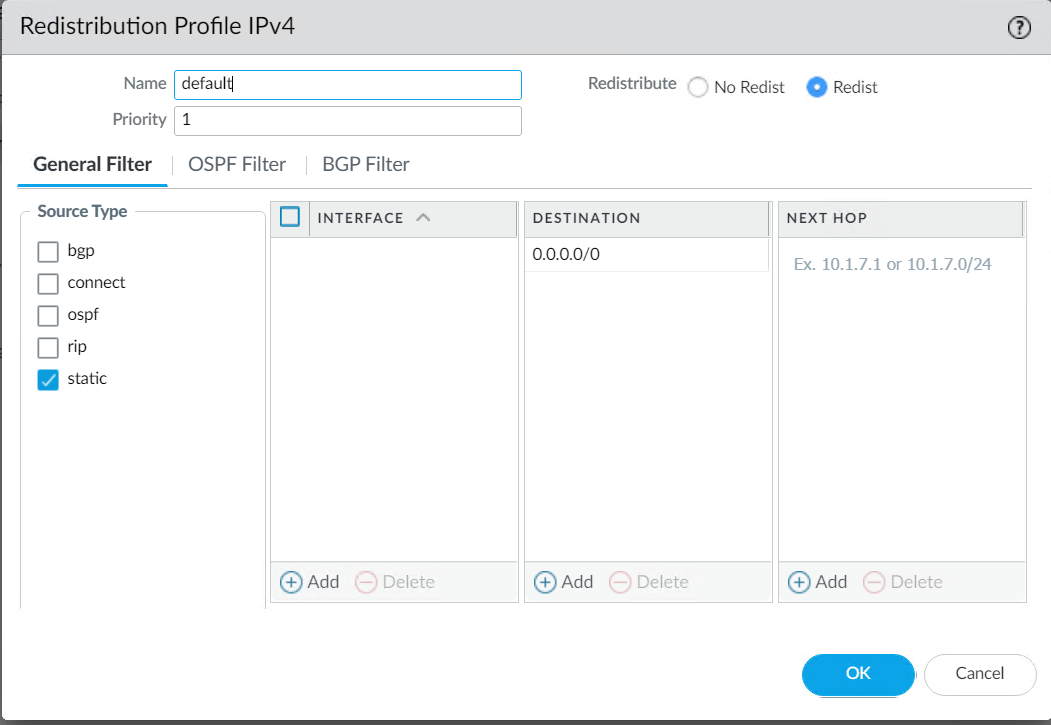 Redistribution Profile IPv4
Name default
Redistribute No Redist Redist
Priority 1
General Filter OSPF Filter BGP Filter
Source Type
bgp
connect
ospf
rip
static
INTERFACE DESTINATION NEXT HOP
0.0.0.0/0
Ex. 10.1.7.1 or 10.1.7.0/24
Add Delete Add Delete Add Delete
OK Cancel